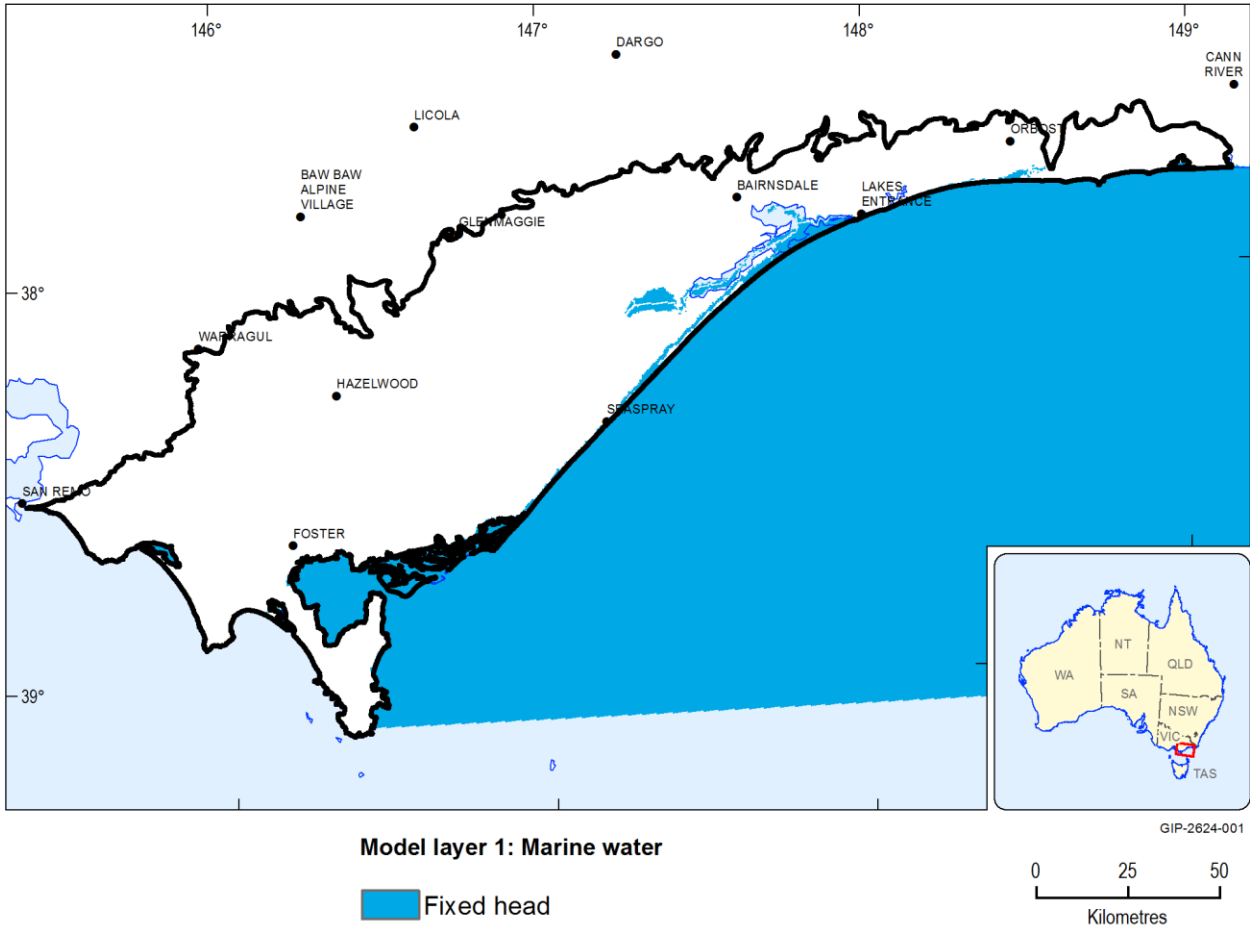 146°
147°
148°
149°
DARGO
CANN
RIVER
LICOLA
ORBOST
BAW BAW
ALPINE
VILLAGE
BAIRNSDALE
LAKES
ENTRANCE
GLENMAGGIE
38°
WARRAGUL
HAZELWOOD
SEASPRAY
SAN REMO
FOSTER
39°
NT
QLD
WA
SA
NSW
VIC
TAS
GIP-2624-001
Model layer 1: Marine water
Fixed head
0 25 50
Kilometres